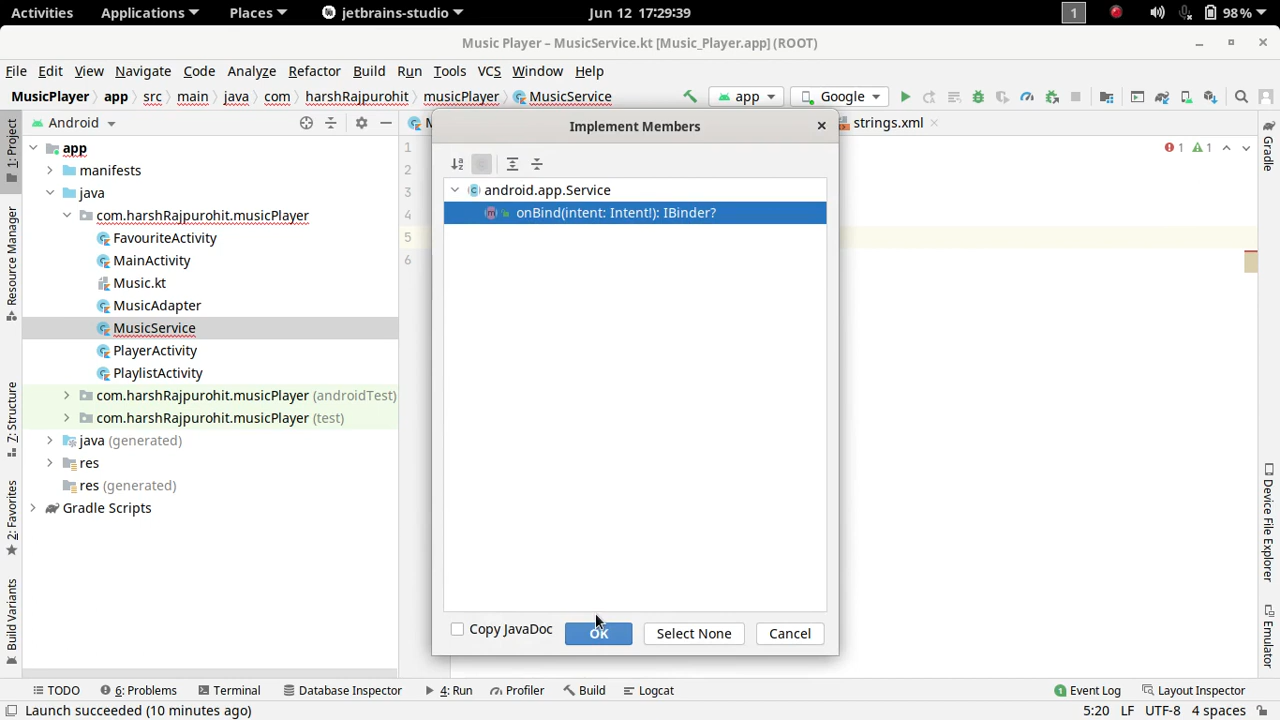 Activities Applications Places jetbrains-studio Jun 12 17:29:39 1 98%
Music Player – MusicService.kt [Music_Player.app] (ROOT)
File Edit View Navigate Code Analyze Refactor Build Run Tools VCS Window Help
MusicPlayer app src main java com harshRajpurohit musicPlayer MusicService app Google
Android
M
strings.xml
Implement Members
android.app.Service
onBind(intent: Intent!): IBinder?
Copy JavaDoc OK Select None Cancel
app
manifests
java
com.harshRajpurohit.musicPlayer
FavouriteActivity
MainActivity
Music.kt
MusicAdapter
MusicService
PlayerActivity
PlaylistActivity
com.harshRajpurohit.musicPlayer (androidTest)
com.harshRajpurohit.musicPlayer (test)
java (generated)
res
res (generated)
Gradle Scripts
1
2
3
4
5
6
1 1
1: Project
Resource Manager
Z: Structure
2: Favorites
Build Variants
Gradle
Device File Explorer
Emulator
TODO 6: Problems Terminal Database Inspector 4: Run Profiler Build Logcat 1 Event Log Layout Inspector
Launch succeeded (10 minutes ago) 5:20 LF UTF-8 4 spaces